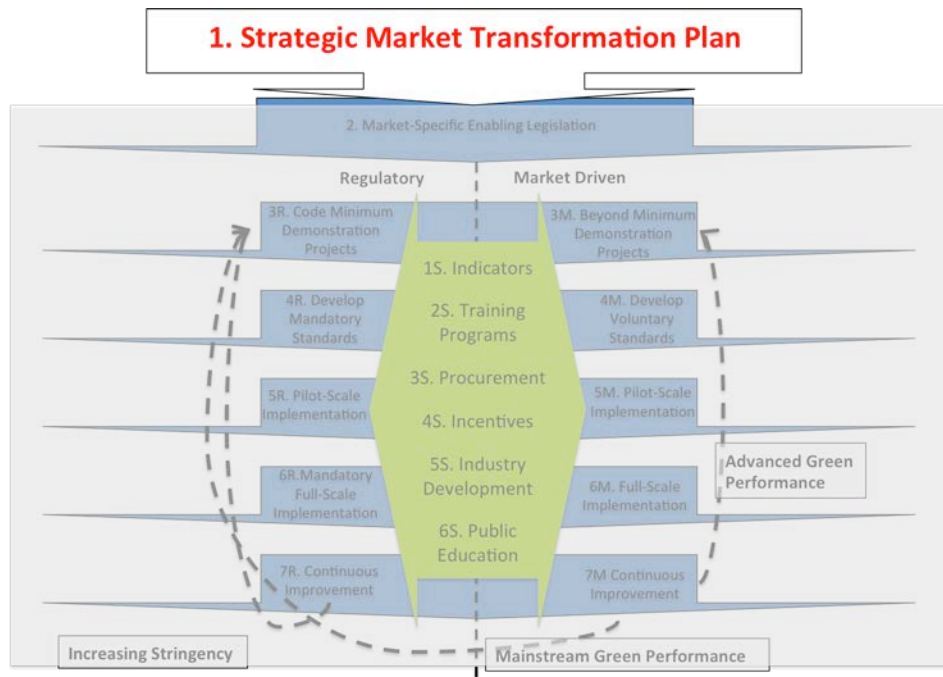 1. Strategic Market Transformation Plan
2. Market-Specific Enabling Legislation
Regulatory
Market Driven
3R. Code Minimum
Demonstration
Projects
3M. Beyond Minimum
Demonstration
Projects
1S. Indicators
2S. Training
Programs
3S. Procurement
4S. Incentives
5S. Industry
Development
6S. Public
Education
4R. Develop
Mandatory
Standards
4M. Develop
Voluntary
Standards
5R. Pilot-Scale
Implementation
5M. Pilot-Scale
Implementation
6R.Mandatory
Full-Scale
Implementation
6M. Full-Scale
Implementation
7R. Continuous
Improvement
7M Continuous
Improvement
Advanced Green
Performance
Increasing Stringency
Mainstream Green Performance